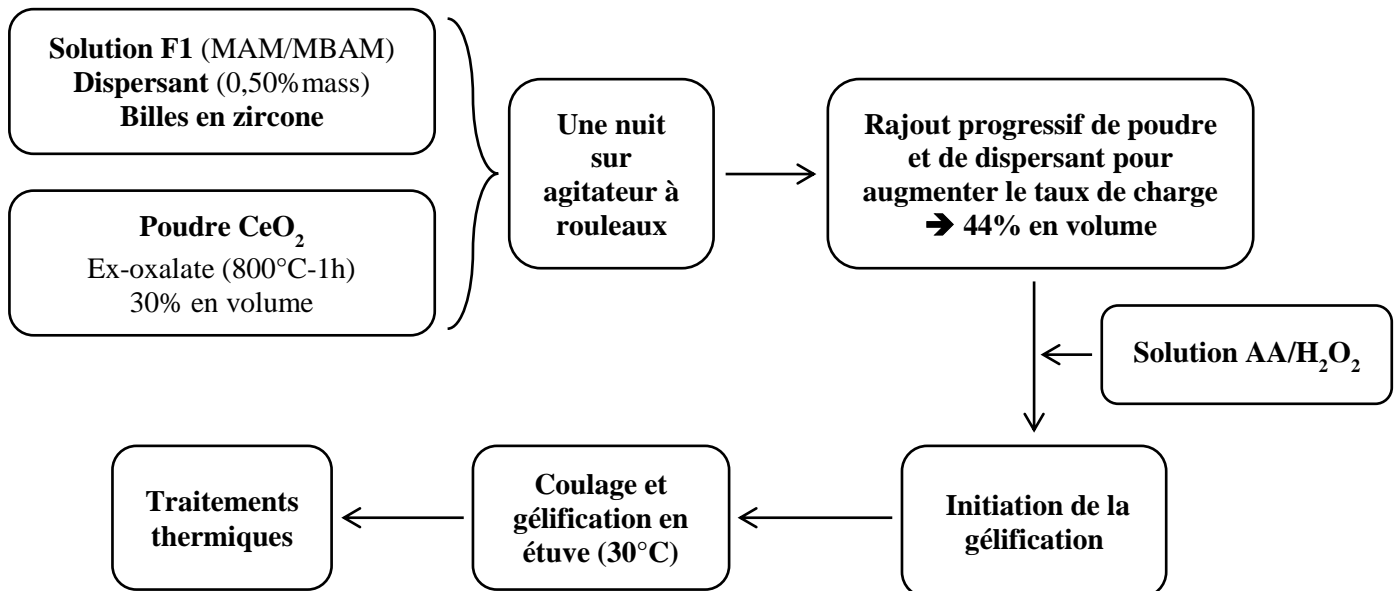 Solution F1 (MAM/MBAM)
Dispersant (0,50%mass)
Billes en zircone
Poudre CeO₂
Ex-oxalate (800°C-1h)
30% en volume
Une nuit
sur
agitateur à
rouleaux
Rajout progressif de poudre
et de dispersant pour
augmenter le taux de charge
➔ 44% en volume
Solution AA/H₂O₂
Initiation de la
gélification
Coulage et
gélification en
étuve (30°C)
Traitements
thermiques